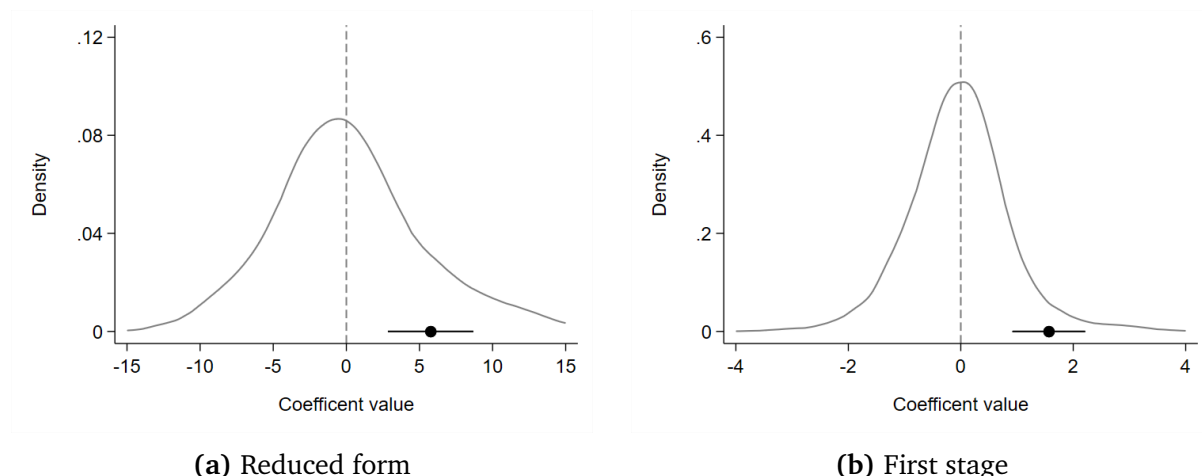 .12
.08
.04
0
Density
-15 -10 -5 0 5 10 15
Coefficent value
(a) Reduced form
.6
.4
.2
0
Density
-4 -2 0 2 4
Coefficent value
(b) First stage